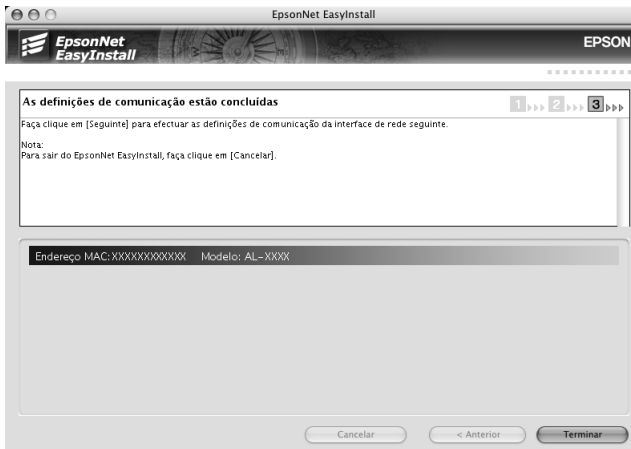 EpsonNet EasyInstall
EpsonNet
EasyInstall
EPSON
As definições de comunicação estão concluídas
1 2 3
Faça clique em [Seguinte] para efectuar as definições de comunicação da interface de rede seguinte.
Nota:
Para sair do EpsonNet EasyInstall, faça clique em [Cancelar].
Endereço MAC:XXXXXXXXXXXX Modelo: AL-XXXX
Cancelar
< Anterior
Terminar